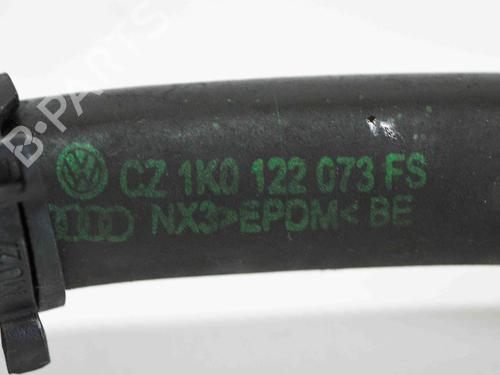 B-PARTS
CZ 1K0 122 073 FS
NX3>EPDM< BE